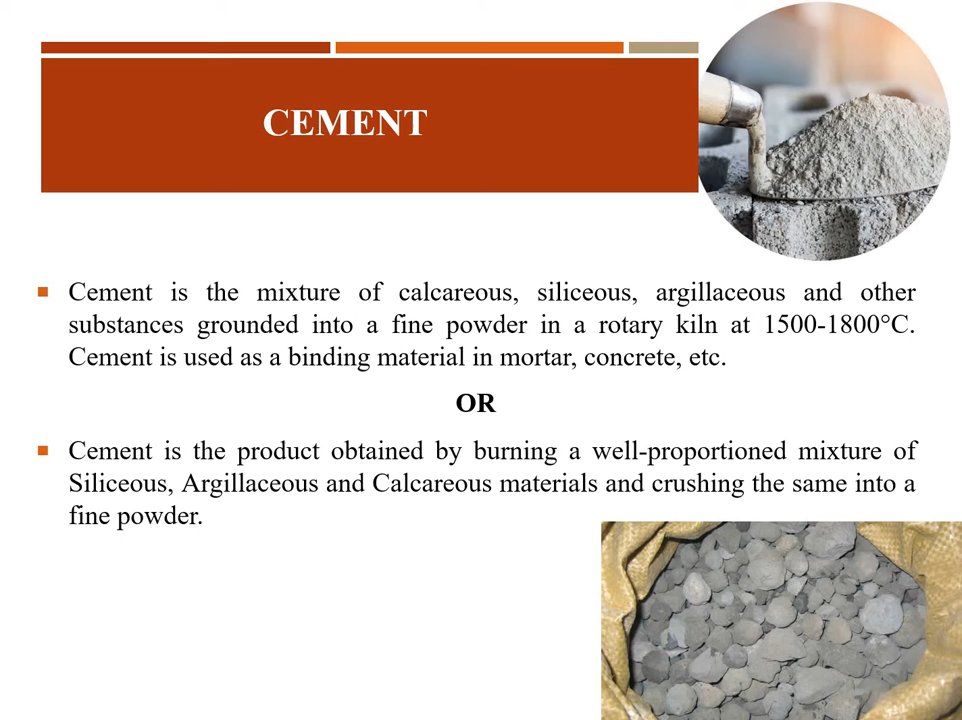 CEMENT
Cement is the mixture of calcareous, siliceous, argillaceous and other
substances grounded into a fine powder in a rotary kiln at 1500-1800°C.
Cement is used as a binding material in mortar, concrete, etc.
OR
Cement is the product obtained by burning a well-proportioned mixture of
Siliceous, Argillaceous and Calcareous materials and crushing the same into a
fine powder.